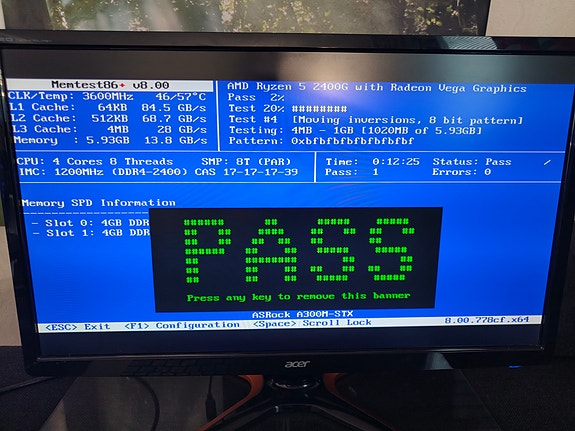 Memtest86+ v8.00
AMD Ryzen 5 2400G with Radeon Vega Graphics
CLK/Temp: 3600MHz 46/57°C
Pass 2%
L1 Cache: 64KB 84.5 GB/s
Test 20% ########
L2 Cache: 512KB 68.7 GB/s
Test #4 [Moving inversions, 8 bit pattern]
L3 Cache: 4MB 28 GB/s
Testing: 4MB - 1GB [1020MB of 5.93GB]
Memory : 5.93GB 13.8 GB/s
Pattern: 0xbfbfbfbfbfbfbfbf
CPU: 4 Cores 8 Threads SMP: 8T (PAR)
Time: 0:12:25 Status: Pass /
IMC: 1200MHz (DDR4-2400) CAS 17-17-17-39
Pass: 1 Errors: 0
Memory SPD Information
- Slot 0: 4GB DDR
- Slot 1: 4GB DDR
PASS
Press any key to remove this banner
ASRock A300M-STX
<ESC> Exit <F1> Configuration <Space> Scroll Lock 8.00.778cf.x64
acer